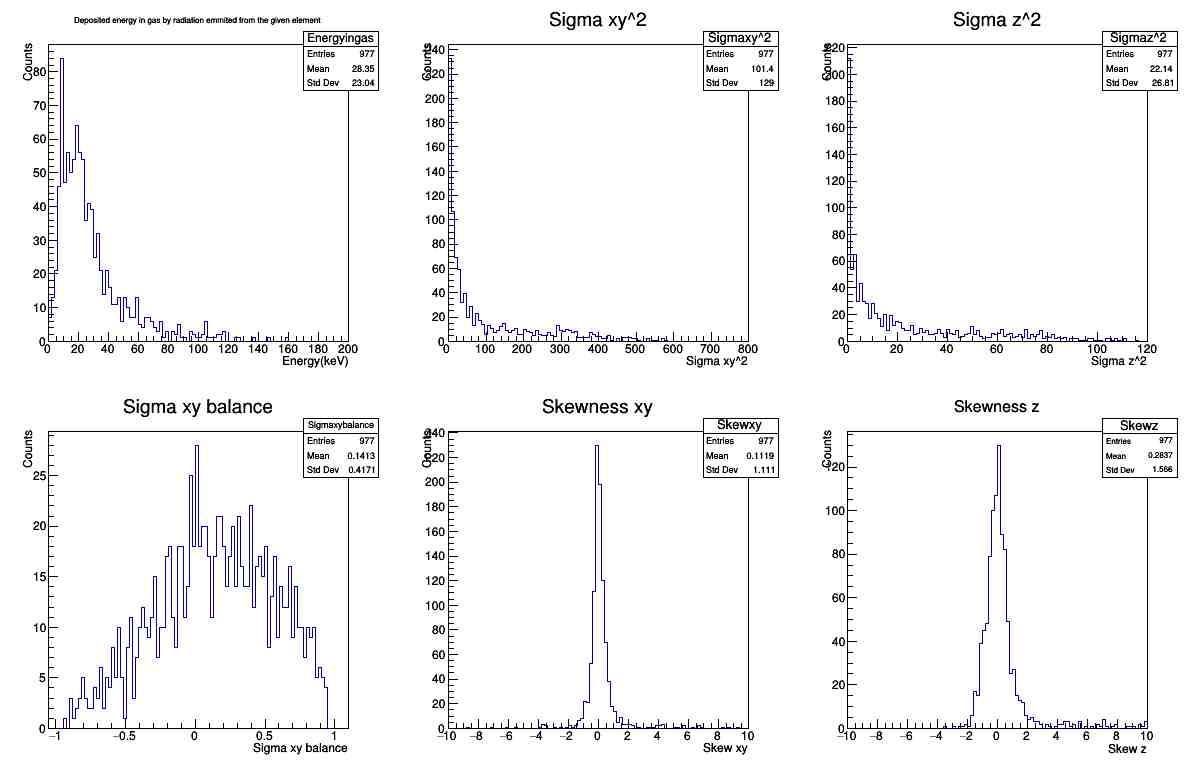 Deposited energy in gas by radiation emmited from the given element
Counts
Energyingas
Entries 977
Mean 28.35
Std Dev 23.04
80
70
60
50
40
30
20
10
0
0 20 40 60 80 100 120 140 160 180 200
Energy(keV)
Sigma xy^2
Counts
Sigmaxy^2
Entries 977
Mean 101.4
Std Dev 129
240
220
200
180
160
140
120
100
80
60
40
20
0
0 100 200 300 400 500 600 700 800
Sigma xy^2
Sigma z^2
Counts
Sigmaz^2
Entries 977
Mean 22.14
Std Dev 26.81
220
200
180
160
140
120
100
80
60
40
20
0
0 20 40 60 80 100 120
Sigma z^2
Sigma xy balance
Counts
Sigmaxybalance
Entries 977
Mean 0.1413
Std Dev 0.4171
25
20
15
10
5
0
−1 −0.5 0 0.5 1
Sigma xy balance
Skewness xy
Counts
Skewxy
Entries 977
Mean 0.1119
Std Dev 1.111
240
220
200
180
160
140
120
100
80
60
40
20
0
−10 −8 −6 −4 −2 0 2 4 6 8 10
Skew xy
Skewness z
Counts
Skewz
Entries 977
Mean 0.2837
Std Dev 1.566
120
100
80
60
40
20
0
−10 −8 −6 −4 −2 0 2 4 6 8 10
Skew z